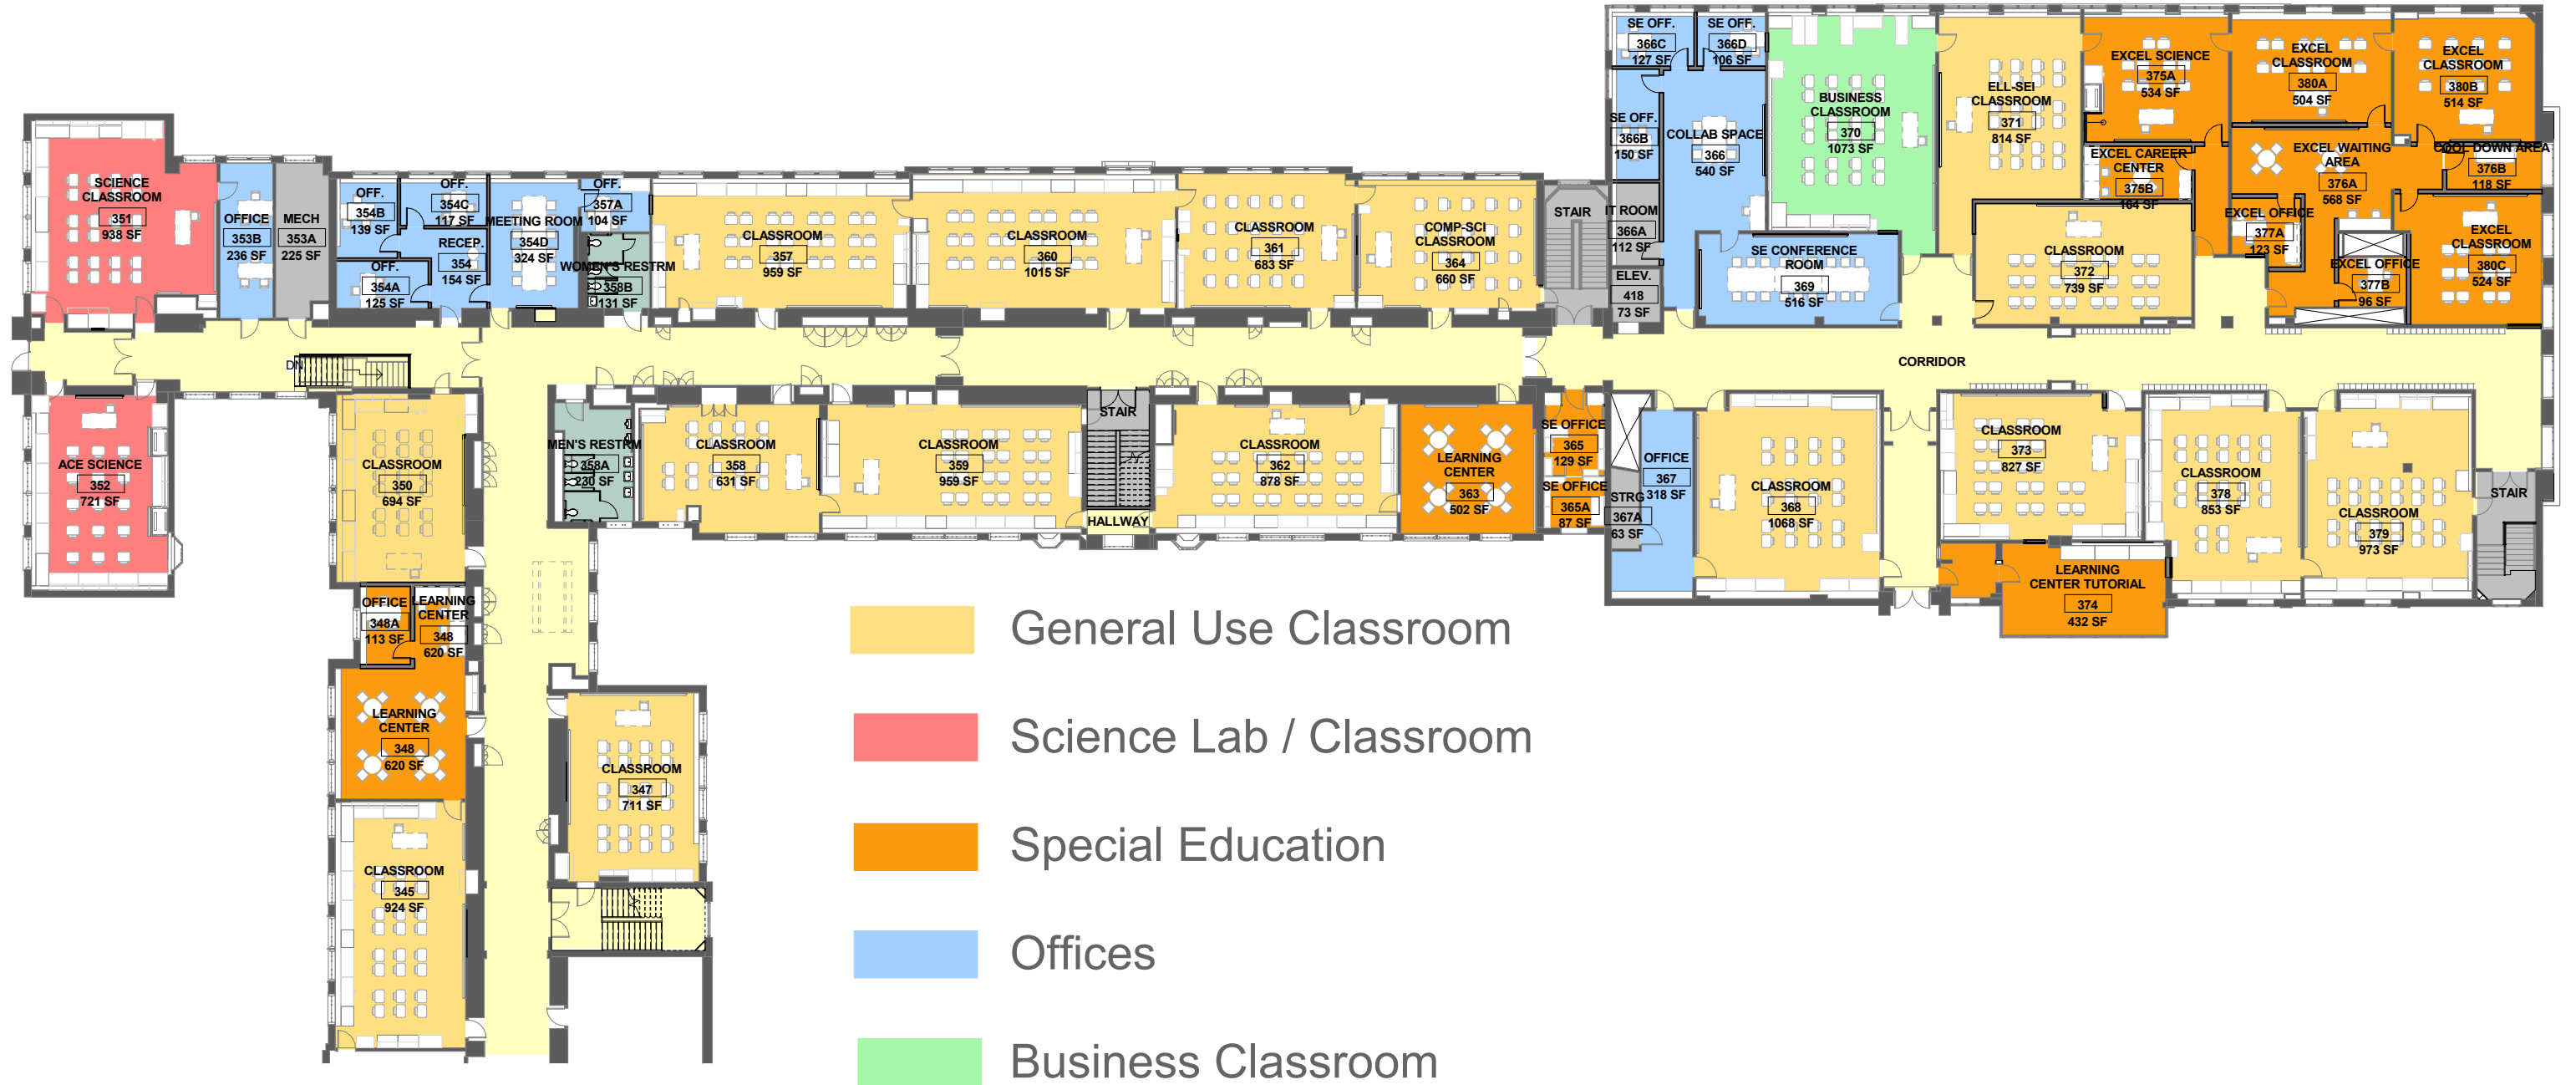 SCIENCE
CLASSROOM
351
938 SF
OFFICE
353B
236 SF
MECH
353A
225 SF
OFF.
354B
139 SF
OFF.
354C
117 SF
RECEP.
354
154 SF
OFF.
354A
125 SF
MEETING ROOM
354D
324 SF
OFF.
357A
104 SF
WOMEN'S RESTRM
358B
131 SF
CLASSROOM
357
959 SF
CLASSROOM
360
1015 SF
CLASSROOM
361
683 SF
COMP-SCI
CLASSROOM
364
660 SF
STAIR
SE OFF.
366C
127 SF
SE OFF.
366D
106 SF
SE OFF.
366B
150 SF
COLLAB SPACE
366
540 SF
IT ROOM
366A
112 SF
ELEV.
418
73 SF
BUSINESS
CLASSROOM
370
1073 SF
SE CONFERENCE
ROOM
369
516 SF
ELL-SEI
CLASSROOM
371
814 SF
EXCEL SCIENCE
375A
534 SF
EXCEL CAREER
CENTER
375B
164 SF
CLASSROOM
372
739 SF
EXCEL
CLASSROOM
380A
504 SF
EXCEL
CLASSROOM
380B
514 SF
EXCEL WAITING
AREA
376A
568 SF
COOL DOWN AREA
376B
118 SF
EXCEL OFFICE
377A
123 SF
EXCEL OFFICE
377B
96 SF
EXCEL
CLASSROOM
380C
524 SF
DN
CORRIDOR
ACE SCIENCE
352
721 SF
CLASSROOM
350
694 SF
MEN'S RESTRM
358A
230 SF
CLASSROOM
358
631 SF
CLASSROOM
359
959 SF
STAIR
HALLWAY
CLASSROOM
362
878 SF
LEARNING
CENTER
363
502 SF
SE OFFICE
365
129 SF
SE OFFICE
365A
87 SF
OFFICE
367
318 SF
STRG
367A
63 SF
CLASSROOM
368
1068 SF
CLASSROOM
373
827 SF
LEARNING
CENTER TUTORIAL
374
432 SF
CLASSROOM
378
853 SF
CLASSROOM
379
973 SF
STAIR
OFFICE
348A
113 SF
LEARNING
CENTER
348
620 SF
LEARNING
CENTER
348
620 SF
CLASSROOM
347
711 SF
CLASSROOM
345
924 SF
General Use Classroom
Science Lab / Classroom
Special Education
Offices
Business Classroom